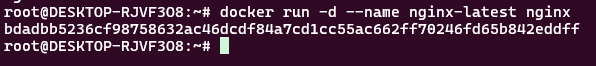 root@DESKTOP-RJVF3O8:~# docker run -d --name nginx-latest nginx
bdadbb5236cf98758632ac46dcdf84a7cd1cc55ac662ff70246fd65b842eddff
root@DESKTOP-RJVF3O8:~#